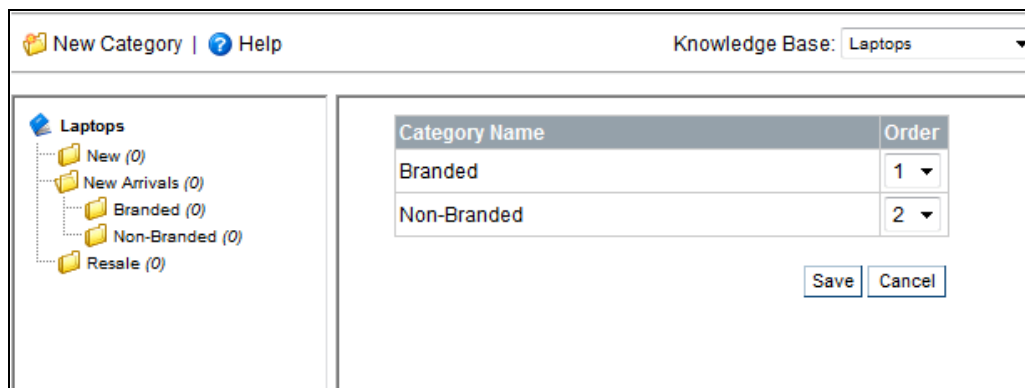 New Category | Help Knowledge Base: Laptops
Laptops
New (0)
New Arrivals (0)
Branded (0)
Non-Branded (0)
Resale (0)
Category Name Order
Branded 1
Non-Branded 2
Save Cancel